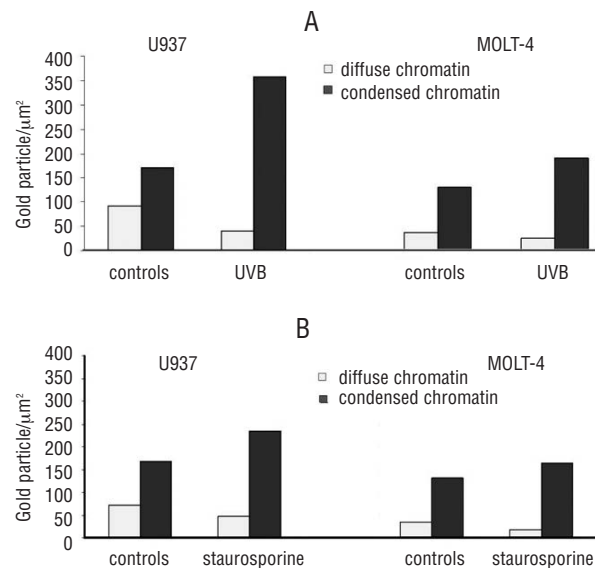 A
U937
MOLT-4
diffuse chromatin
condensed chromatin
Gold particle/μm²
400
350
300
250
200
150
100
50
0
controls
UVB
controls
UVB
B
U937
MOLT-4
diffuse chromatin
condensed chromatin
Gold particle/μm²
400
350
300
250
200
150
100
50
0
controls
staurosporine
controls
staurosporine